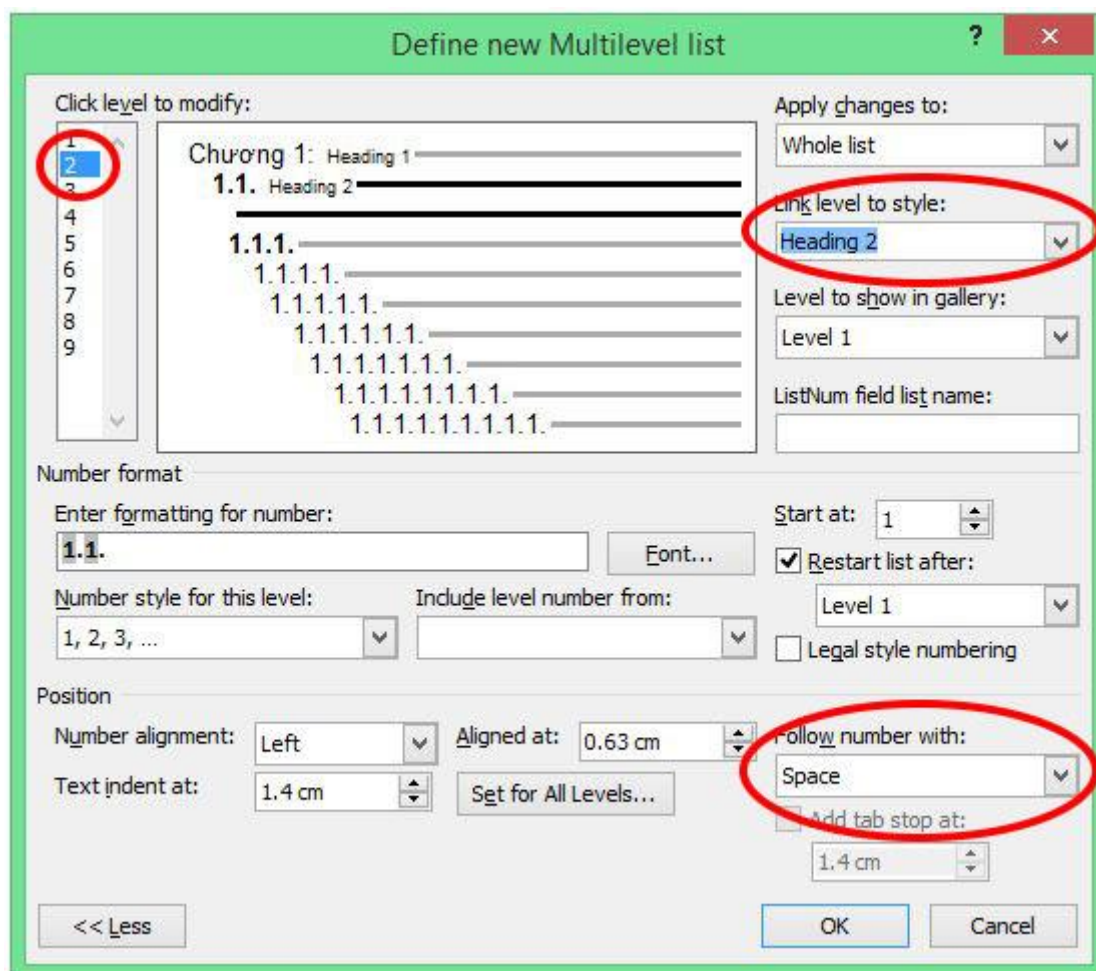 Define new Multilevel list
?
Click level to modify:
1
2
3
4
5
6
7
8
9
Chương 1: Heading 1
1.1. Heading 2
1.1.1.
1.1.1.1.
1.1.1.1.1.
1.1.1.1.1.1.
1.1.1.1.1.1.1.
1.1.1.1.1.1.1.1.
1.1.1.1.1.1.1.1.1.
Apply changes to:
Whole list
Link level to style:
Heading 2
Level to show in gallery:
Level 1
ListNum field list name:
Number format
Enter formatting for number:
1.1.
Font...
Start at: 1
Restart list after:
Level 1
Legal style numbering
Number style for this level:
1, 2, 3, ...
Include level number from:
Position
Number alignment: Left
Aligned at: 0.63 cm
Text indent at: 1.4 cm
Set for All Levels...
Follow number with:
Space
Add tab stop at:
1.4 cm
<< Less
OK
Cancel